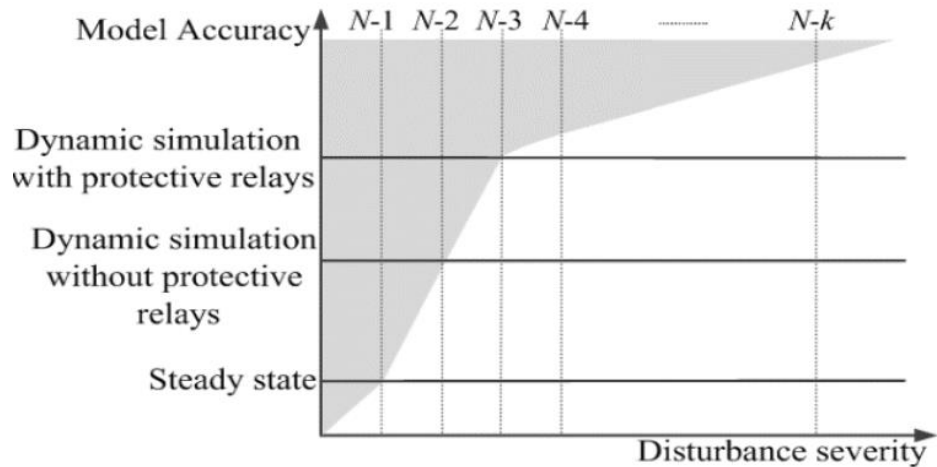 Model Accuracy
N-1 N-2 N-3 N-4 ........ N-k
Dynamic simulation
with protective relays
Dynamic simulation
without protective
relays
Steady state
Disturbance severity